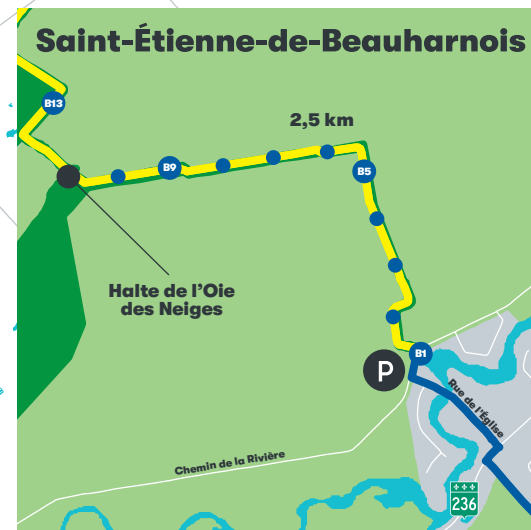 Saint-Étienne-de-Beauharnois
B13
2,5 km
B9
B5
Halte de l’Oie
des Neiges
B1
P
Rue de l’Église
Chemin de la Rivière
236